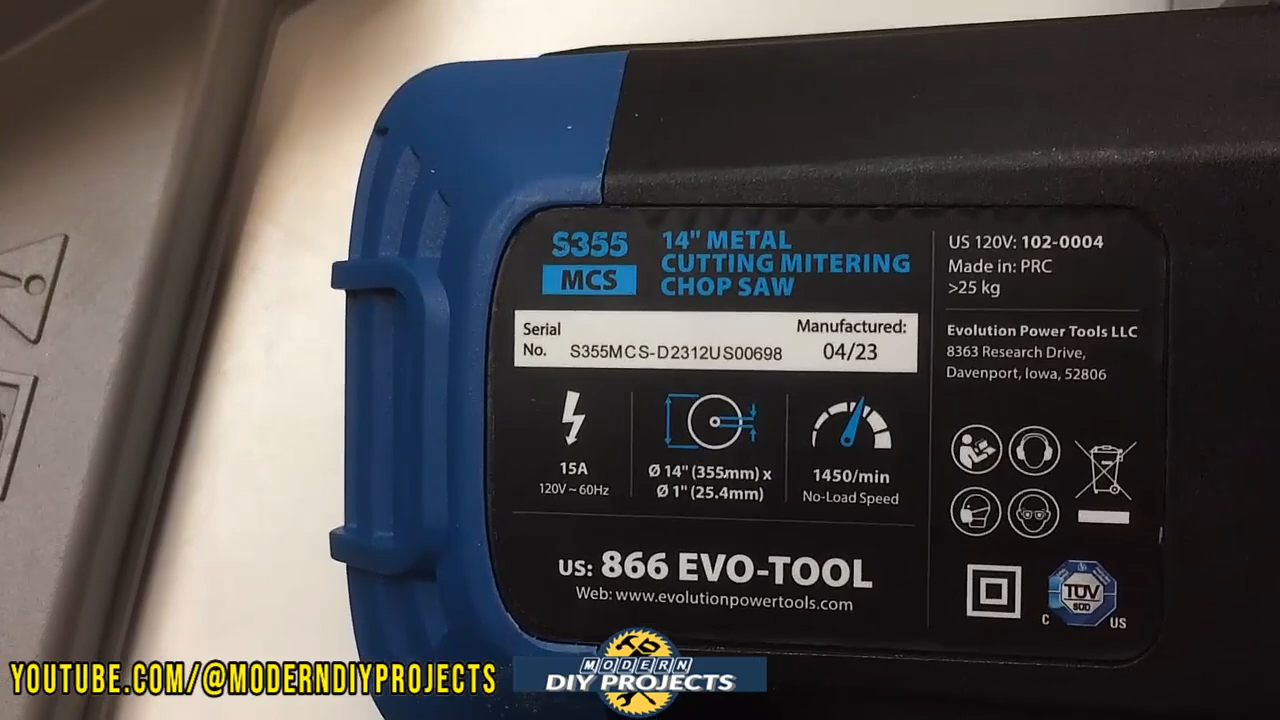 S355
MCS
14" METAL
CUTTING MITERING
CHOP SAW
Serial
No. S355MCS-D2312US00698
Manufactured:
04/23
15A
120V ~ 60Hz
Ø 14" (355mm) x
Ø 1" (25.4mm)
1450/min
No-Load Speed
US: 866 EVO-TOOL
Web: www.evolutionpowertools.com
US 120V: 102-0004
Made in: PRC
>25 kg
Evolution Power Tools LLC
8363 Research Drive,
Davenport, Iowa, 52806
TÜV
SÜD
C US
YOUTUBE.COM/@MODERNDIYPROJECTS
MODERN
DIY PROJECTS